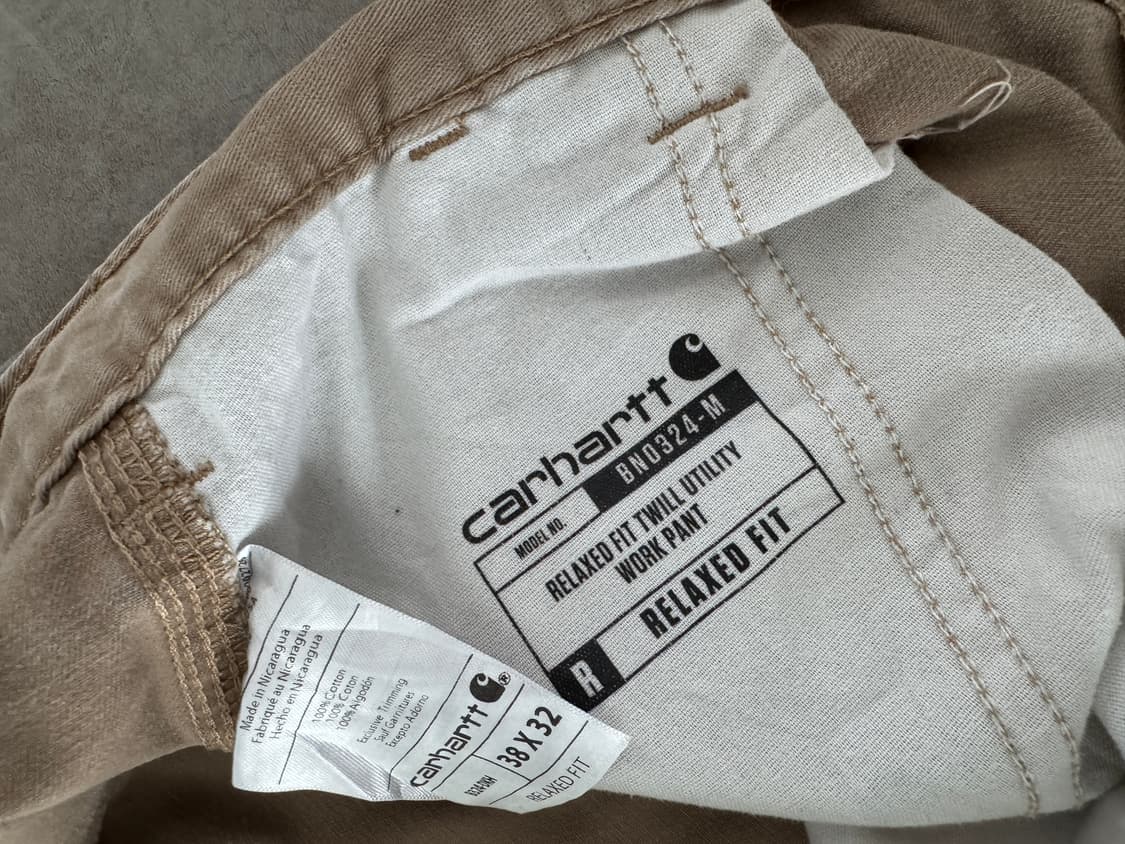 carhartt
MODEL NO. BN0324-M
RELAXED FIT TWILL UTILITY
WORK PANT
R RELAXED FIT
Made in Nicaragua
Fabriqué au Nicaragua
Hecho en Nicaragua
100% Cotton
100% Coton
100% Algodón
Exclusive Trimming
Sauf Garnitures
Excepto Adorno
carhartt®
0324-DKH 38 X 32
RELAXED FIT